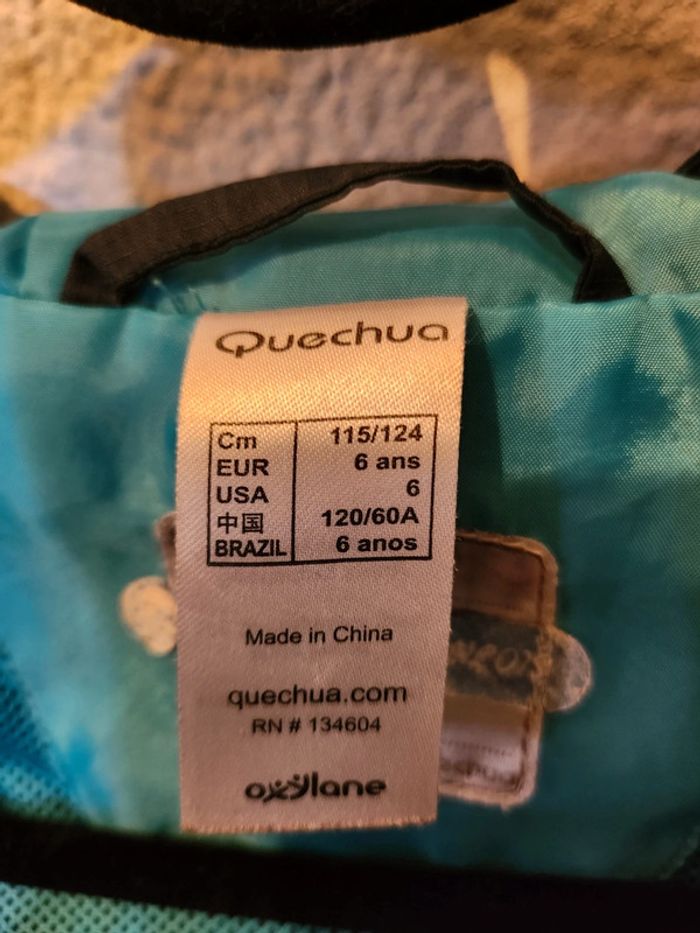 Quechua
Cm 115/124
EUR 6 ans
USA 6
中国 120/60A
BRAZIL 6 anos
Made in China
quechua.com
RN # 134604
oxylane